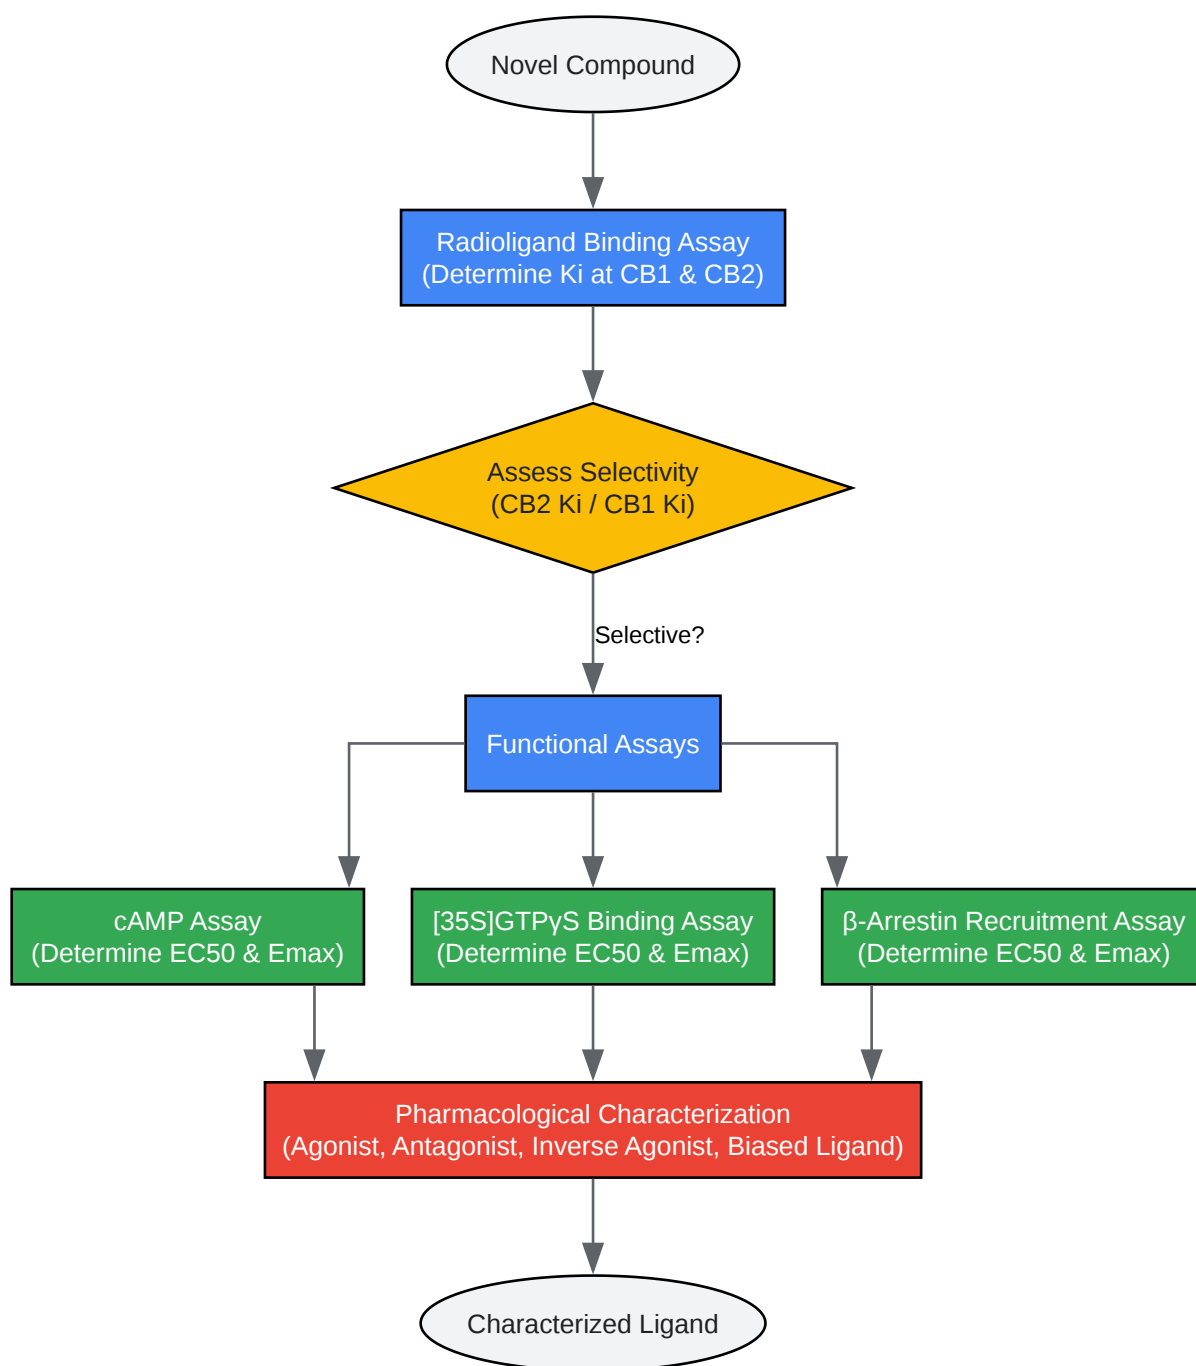 Novel Compound
Radioligand Binding Assay
(Determine Ki at CB1 & CB2)
Assess Selectivity
(CB2 Ki / CB1 Ki)
Selective?
Functional Assays
cAMP Assay
(Determine EC50 & Emax)
[35S]GTPγS Binding Assay
(Determine EC50 & Emax)
β-Arrestin Recruitment Assay
(Determine EC50 & Emax)
Pharmacological Characterization
(Agonist, Antagonist, Inverse Agonist, Biased Ligand)
Characterized Ligand